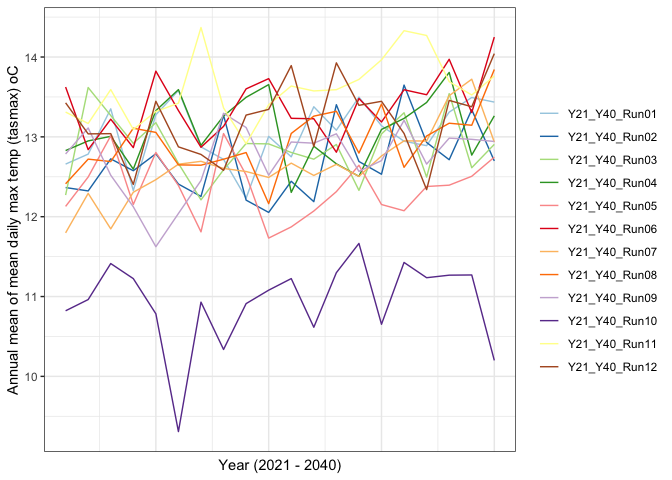 Annual mean of mean daily max temp (tasmax) oC
14
13
12
11
10
Year (2021 - 2040)
Y21_Y40_Run01
Y21_Y40_Run02
Y21_Y40_Run03
Y21_Y40_Run04
Y21_Y40_Run05
Y21_Y40_Run06
Y21_Y40_Run07
Y21_Y40_Run08
Y21_Y40_Run09
Y21_Y40_Run10
Y21_Y40_Run11
Y21_Y40_Run12